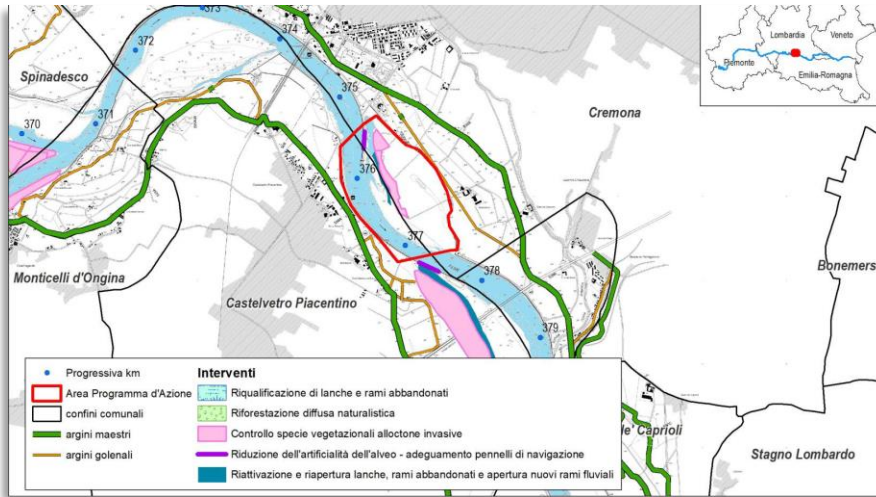 373
374
372
Lombardia
Veneto
Piemonte
Emilia-Romagna
Spinadesco
375
Cremona
371
370
376
377
Monticelli d'Ongina
378
Bonemers
Castelvetro Piacentino
379
Progressiva km
Area Programma d'Azione
confini comunali
argini maestri
argini golenali
Interventi
Riqualificazione di lanche e rami abbandonati
Riforestazione diffusa naturalistica
Controllo specie vegetazionali alloctone invasive
Riduzione dell'artificialità dell'alveo - adeguamento pennelli di navigazione
Riattivazione e riapertura lanche, rami abbandonati e apertura nuovi rami fluviali
de' Caprioli
Stagno Lombardo